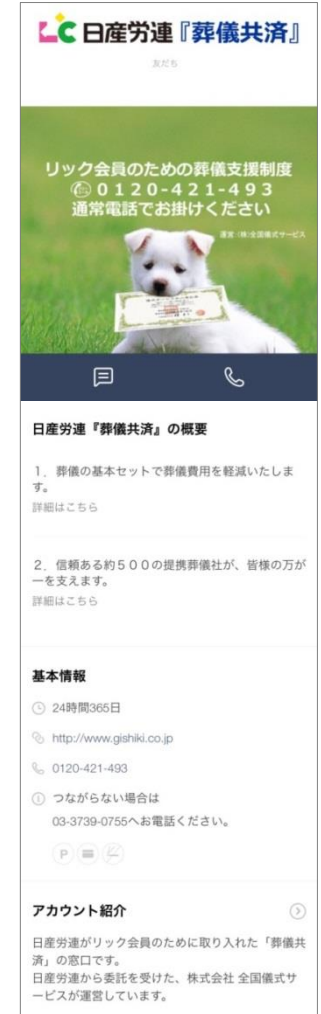 LC 日産労連『葬儀共済』
友だち
リック会員のための葬儀支援制度
0120-421-493
通常電話でお掛けください
運営:(株)全国儀式サービス
日産労連『葬儀共済』の概要
1. 葬儀の基本セットで葬儀費用を軽減いたしま
す。
詳細はこちら
2. 信頼ある約500の提携葬儀社が、皆様の万が
一を支えます。
詳細はこちら
基本情報
24時間365日
http://www.gishiki.co.jp
0120-421-493
つながらない場合は
03-3739-0755へお電話ください。
P
アカウント紹介
日産労連がリック会員のために取り入れた「葬儀共
済」の窓口です。
日産労連から委託を受けた、株式会社 全国儀式サ
ービスが運営しています。